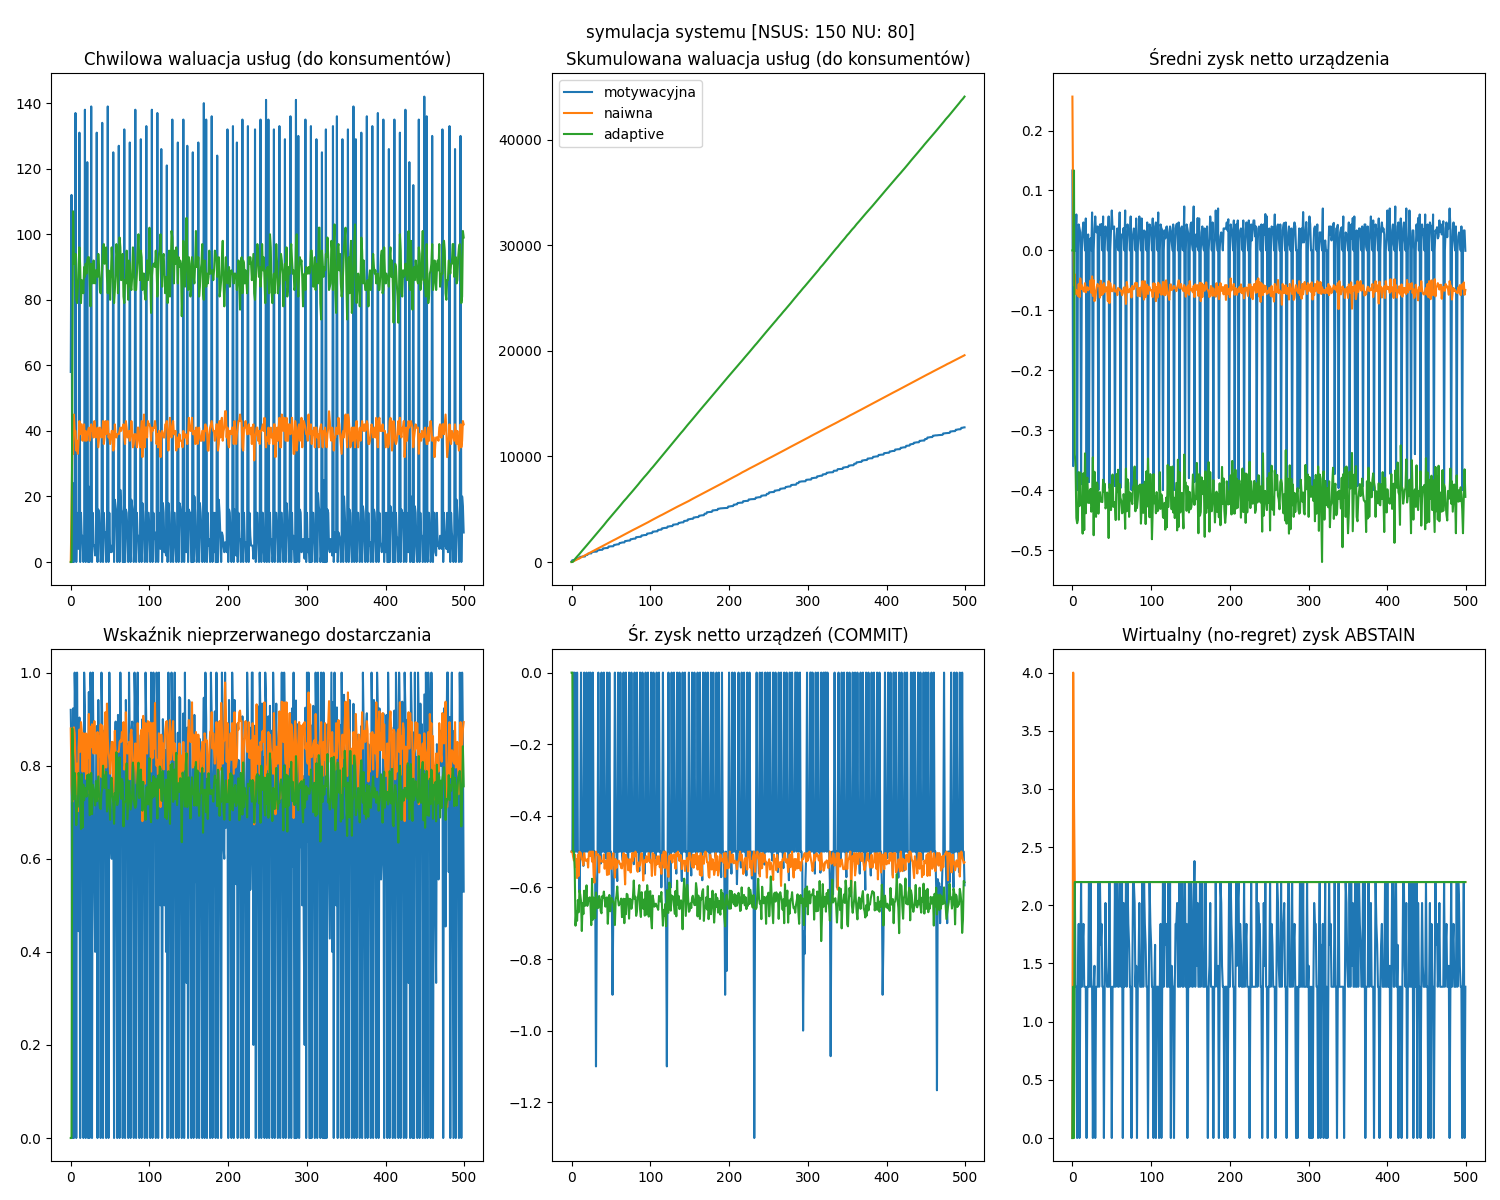 symulacja systemu [NSUS: 150 NU: 80]
Chwilowa waluacja usług (do konsumentów)
140
120
100
80
60
40
20
0
0 100 200 300 400 500
Skumulowana waluacja usług (do konsumentów)
motywacyjna
naiwna
adaptive
40000
30000
20000
10000
0
0 100 200 300 400 500
Średni zysk netto urządzenia
0.2
0.1
0.0
−0.1
−0.2
−0.3
−0.4
−0.5
0 100 200 300 400 500
Wskaźnik nieprzerwanego dostarczania
1.0
0.8
0.6
0.4
0.2
0.0
0 100 200 300 400 500
Śr. zysk netto urządzeń (COMMIT)
0.0
−0.2
−0.4
−0.6
−0.8
−1.0
−1.2
0 100 200 300 400 500
Wirtualny (no-regret) zysk ABSTAIN
4.0
3.5
3.0
2.5
2.0
1.5
1.0
0.5
0.0
0 100 200 300 400 500